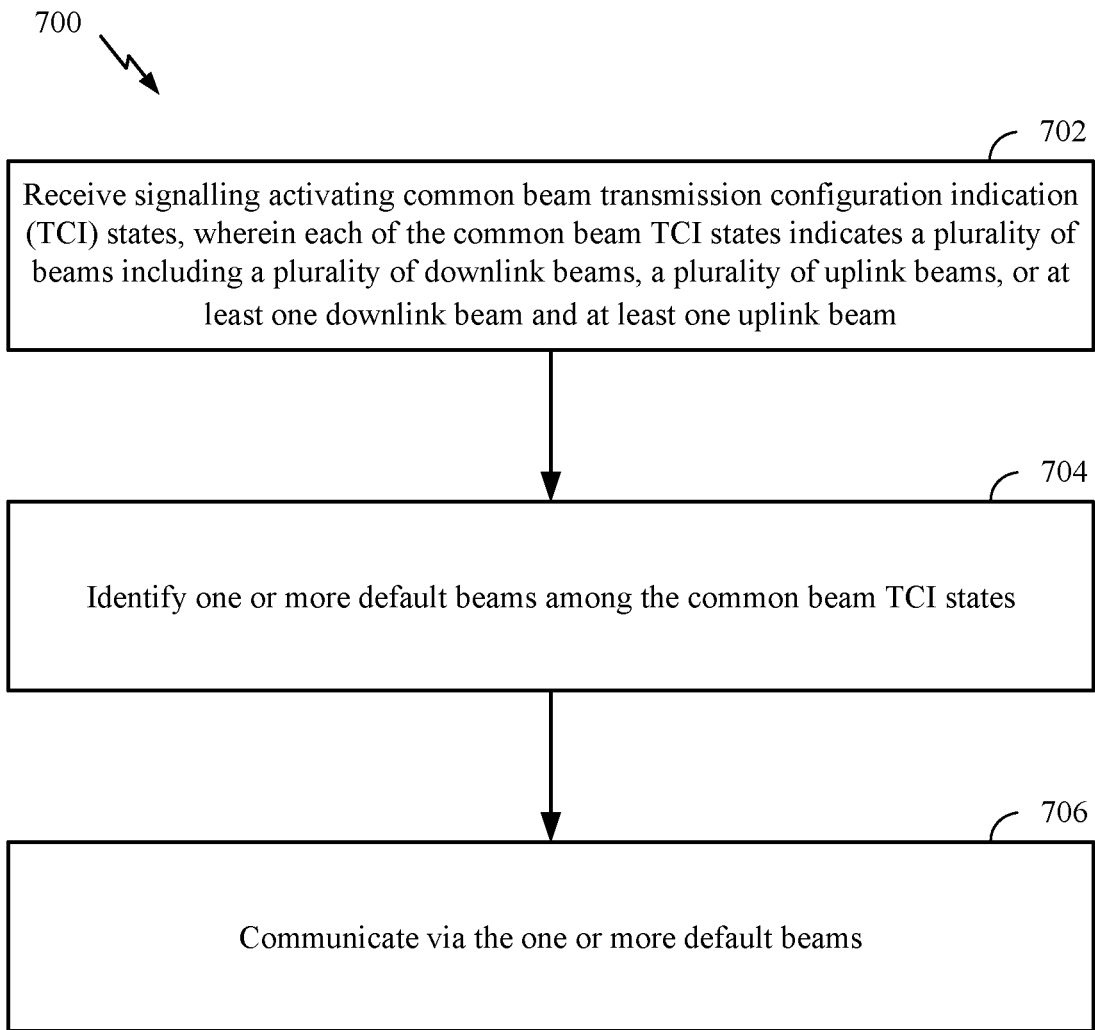 700
702
Receive signalling activating common beam transmission configuration indication
(TCI) states, wherein each of the common beam TCI states indicates a plurality of
beams including a plurality of downlink beams, a plurality of uplink beams, or at
least one downlink beam and at least one uplink beam
704
Identify one or more default beams among the common beam TCI states
706
Communicate via the one or more default beams